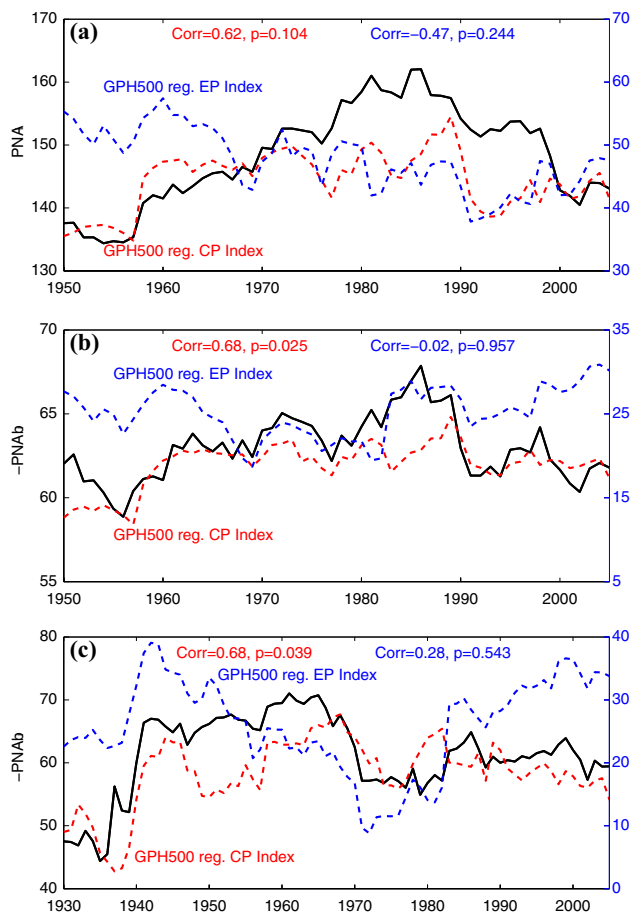 (a)
Corr=0.62, p=0.104
Corr=−0.47, p=0.244
GPH500 reg. EP Index
GPH500 reg. CP Index
PNA
170
160
150
140
130
70
60
50
40
30
1950
1960
1970
1980
1990
2000
(b)
Corr=0.68, p=0.025
Corr=−0.02, p=0.957
GPH500 reg. EP Index
GPH500 reg. CP Index
−PNAb
70
65
60
55
35
30
25
20
15
1950
1960
1970
1980
1990
2000
(c)
Corr=0.68, p=0.039
Corr=0.28, p=0.543
GPH500 reg. EP Index
GPH500 reg. CP Index
−PNAb
80
70
60
50
40
40
30
20
10
0
1930
1940
1950
1960
1970
1980
1990
2000